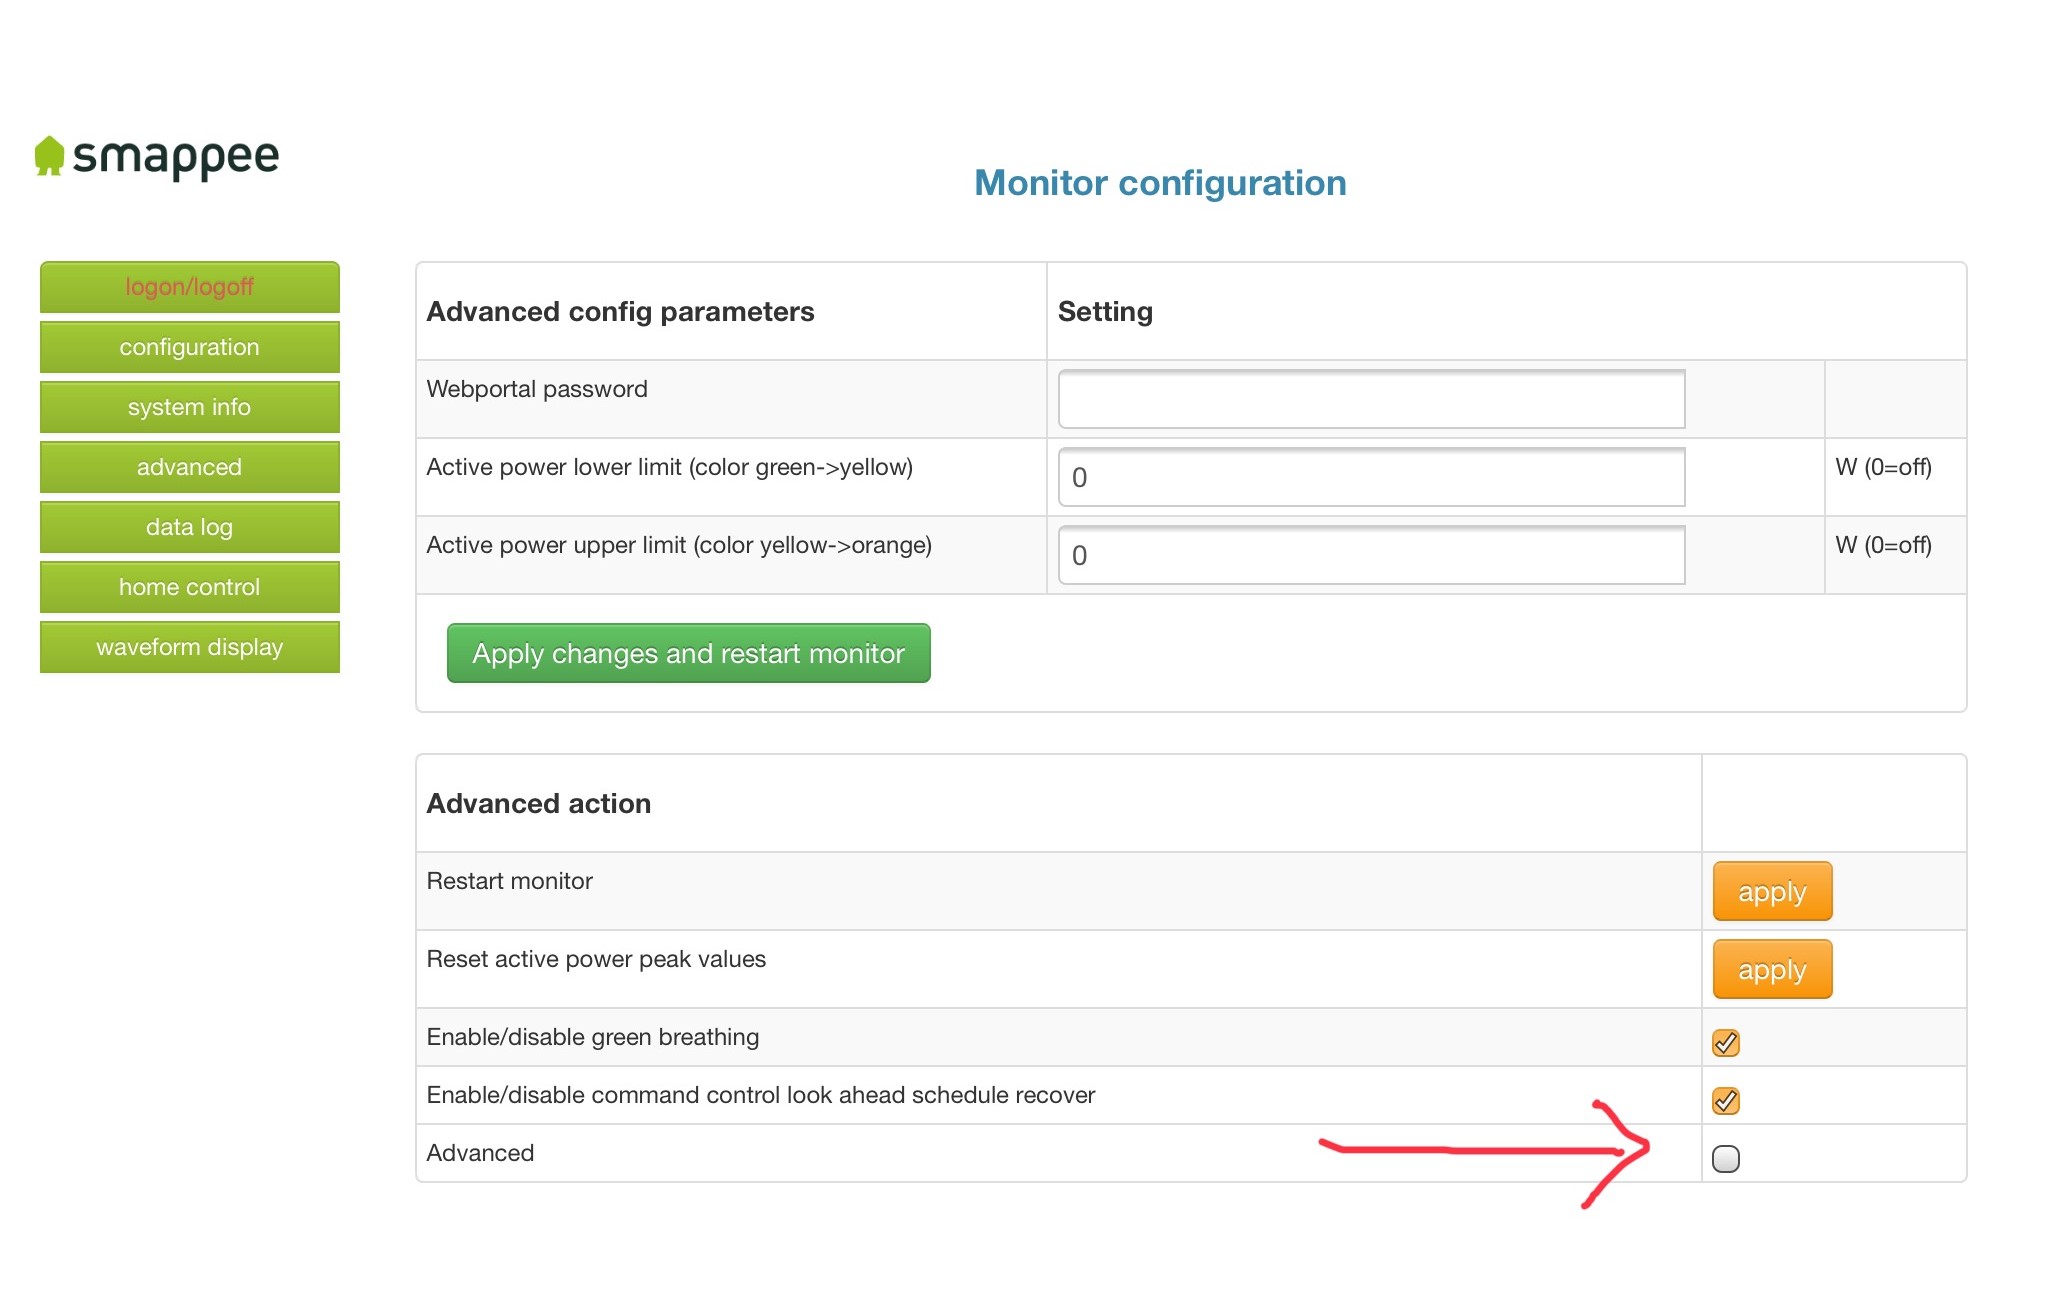 smappee
Monitor configuration
logon/logoff
configuration
system info
advanced
data log
home control
waveform display
Advanced config parameters Setting
Webportal password
Active power lower limit (color green->yellow) 0 W (0=off)
Active power upper limit (color yellow->orange) 0 W (0=off)
Apply changes and restart monitor
Advanced action
Restart monitor apply
Reset active power peak values apply
Enable/disable green breathing
Enable/disable command control look ahead schedule recover
Advanced